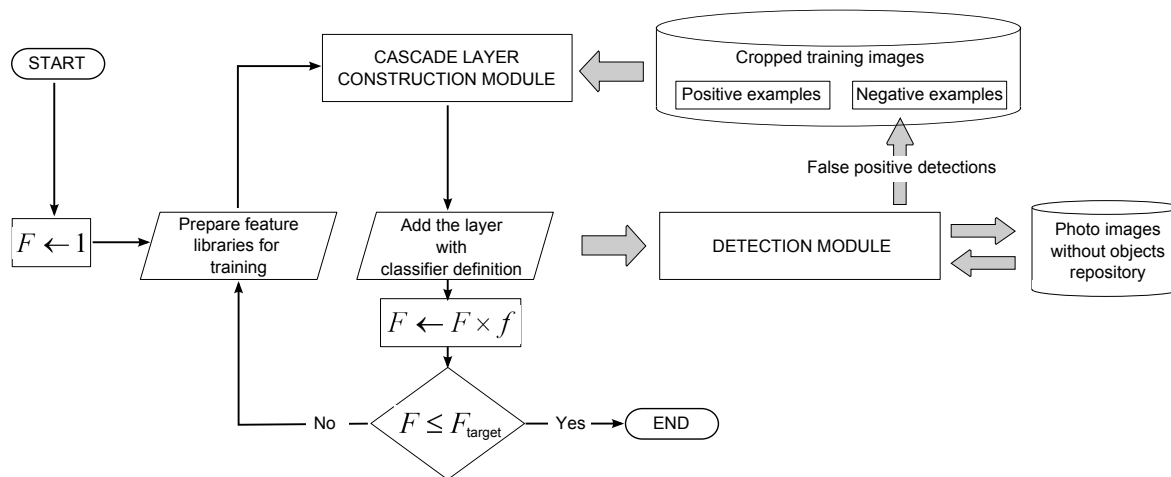 START
CASCADE LAYER
CONSTRUCTION MODULE
Cropped training images
Positive examples
Negative examples
False positive detections
F ← 1
Prepare feature
libraries for
training
Add the layer
with
classifier definition
DETECTION MODULE
Photo images
without objects
repository
F ← F × f
No
F ≤ F_target
Yes
END